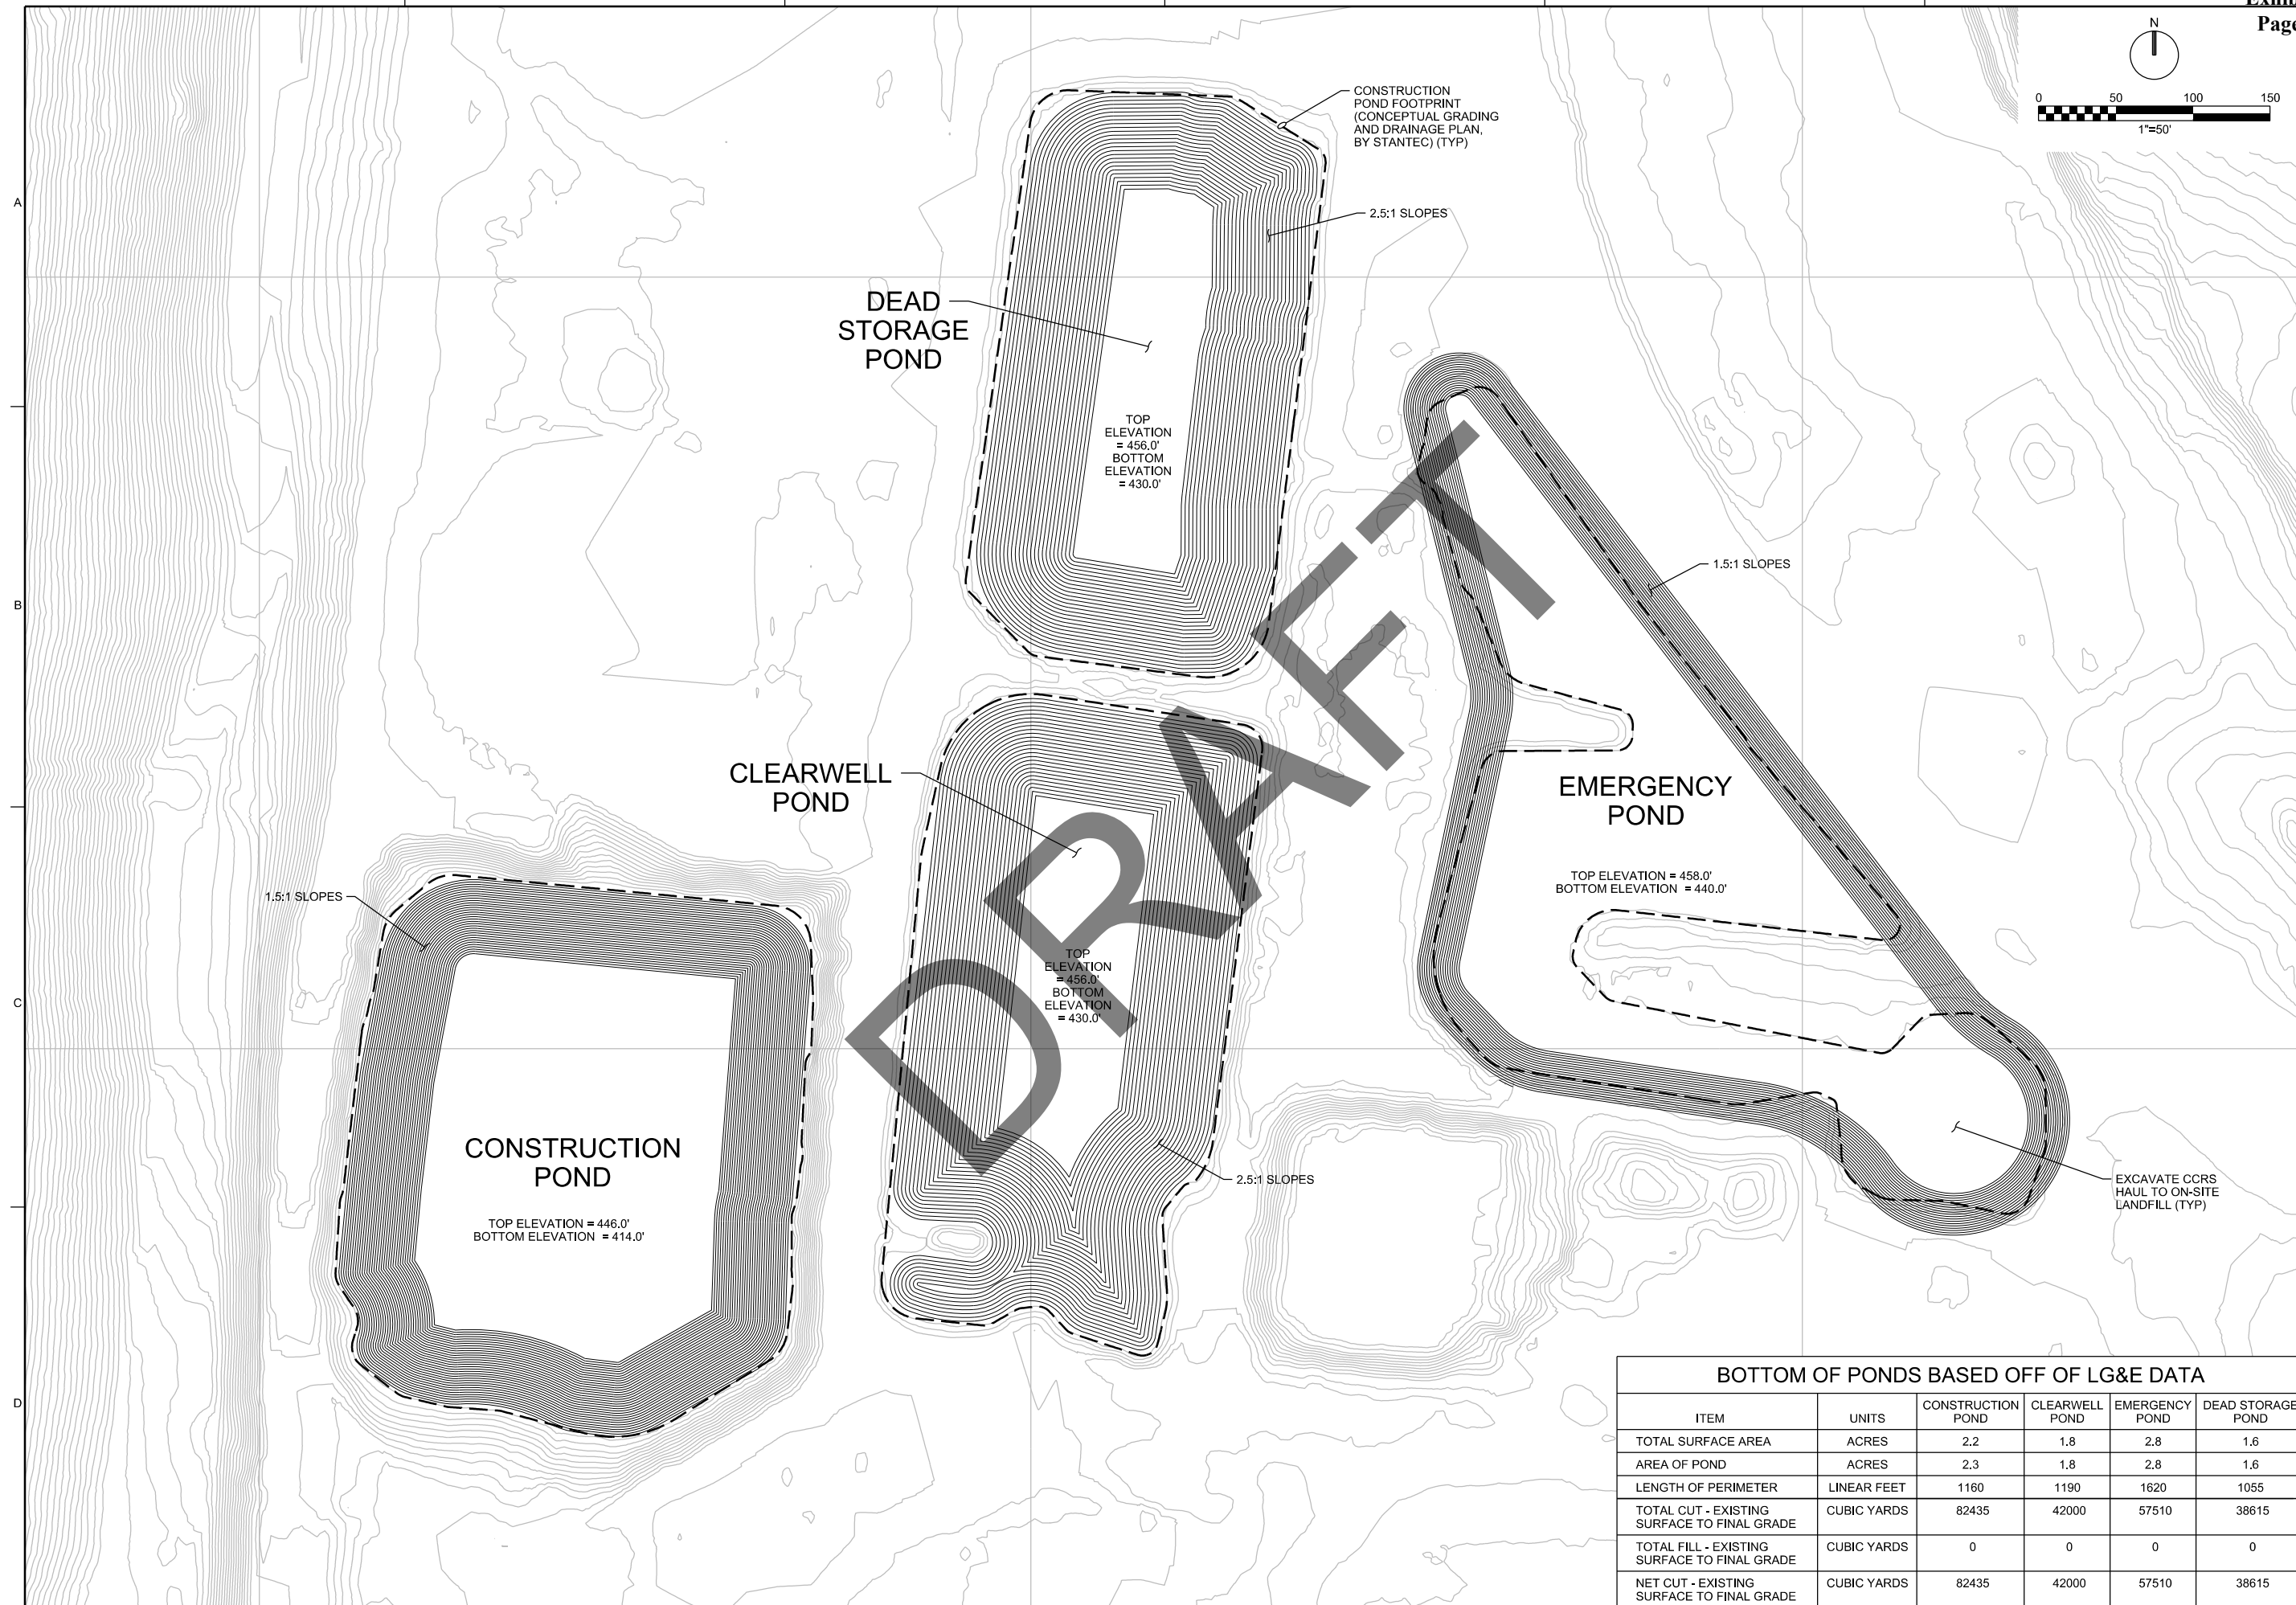 Page
N
0 50 100 150
1"=50'
CONSTRUCTION
POND FOOTPRINT
(CONCEPTUAL GRADING
AND DRAINAGE PLAN,
BY STANTEC) (TYP)
A
2.5:1 SLOPES
DEAD
STORAGE
POND
TOP
ELEVATION
= 456.0'
BOTTOM
ELEVATION
= 430.0'
1.5:1 SLOPES
B
CLEARWELL
POND
EMERGENCY
POND
TOP ELEVATION = 458.0'
BOTTOM ELEVATION = 440.0'
1.5:1 SLOPES
TOP
ELEVATION
= 456.0'
BOTTOM
ELEVATION
= 430.0'
C
DRAFT
CONSTRUCTION
POND
TOP ELEVATION = 446.0'
BOTTOM ELEVATION = 414.0'
2.5:1 SLOPES
EXCAVATE CCRS
HAUL TO ON-SITE
LANDFILL (TYP)
D
BOTTOM OF PONDS BASED OFF OF LG&E DATA
ITEM UNITS CONSTRUCTION POND CLEARWELL POND EMERGENCY POND DEAD STORAGE POND
TOTAL SURFACE AREA ACRES 2.2 1.8 2.8 1.6
AREA OF POND ACRES 2.3 1.8 2.8 1.6
LENGTH OF PERIMETER LINEAR FEET 1160 1190 1620 1055
TOTAL CUT - EXISTING SURFACE TO FINAL GRADE CUBIC YARDS 82435 42000 57510 38615
TOTAL FILL - EXISTING SURFACE TO FINAL GRADE CUBIC YARDS 0 0 0 0
NET CUT - EXISTING SURFACE TO FINAL GRADE CUBIC YARDS 82435 42000 57510 38615